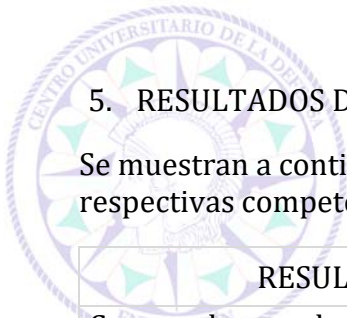 CENTRO UNIVERSITARIO DE LA DEFENSA
5. RESULTADOS D
Se muestran a conti
respectivas compete
RESUL